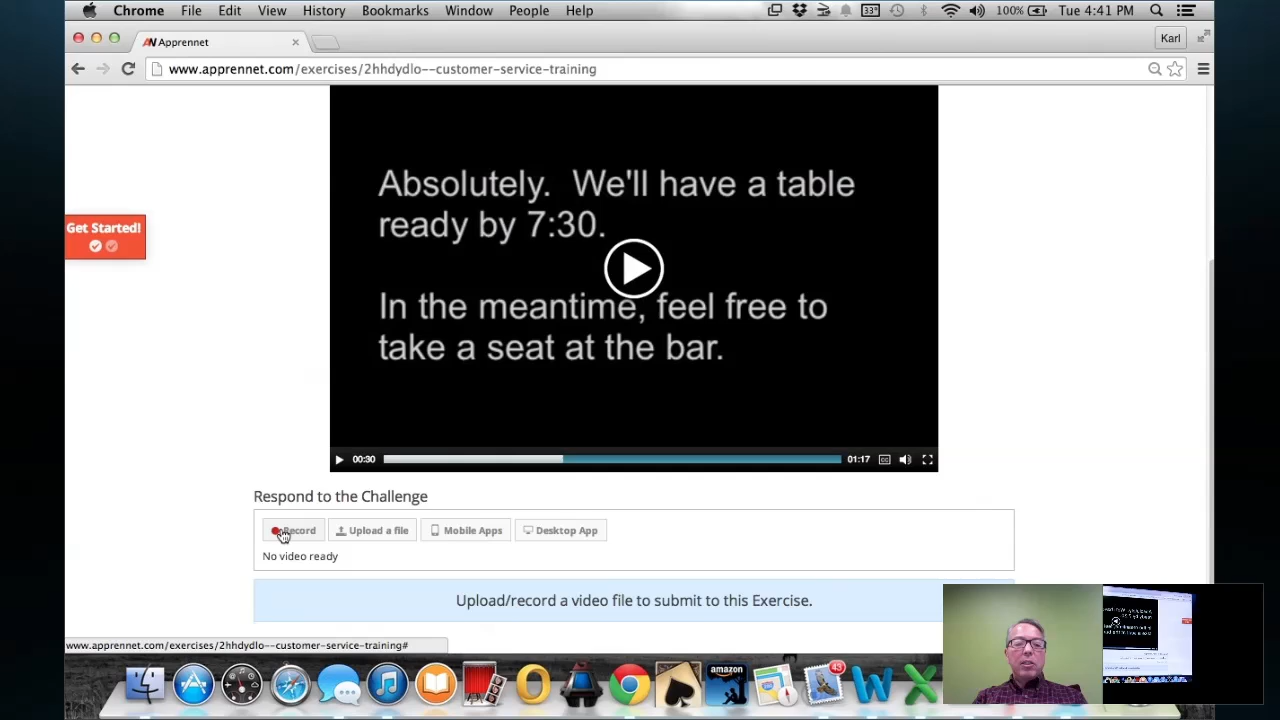 Chrome File Edit View History Bookmarks Window People Help 33° 100% Tue 4:41 PM
Apprennet
Karl
www.apprennet.com/exercises/2hhdydlo--customer-service-training
Absolutely. We'll have a table
ready by 7:30.
Get Started!
In the meantime, feel free to
take a seat at the bar.
00:30 01:17 CC
Respond to the Challenge
Record Upload a file Mobile Apps Desktop App
No video ready
Upload/record a video file to submit to this Exercise.
www.apprennet.com/exercises/2hhdydlo--customer-service-training#
amazon
43